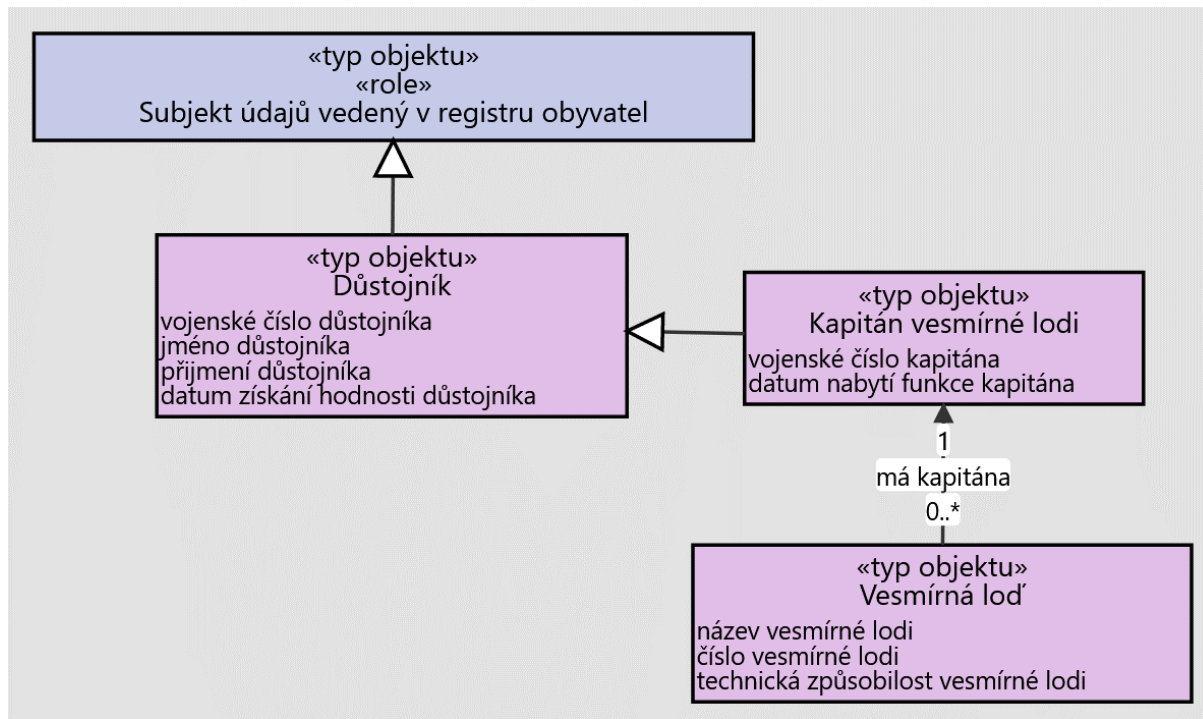 «typ objektu»
«role»
Subjekt údajů vedený v registru obyvatel
«typ objektu»
Důstojník
vojenské číslo důstojníka
jméno důstojníka
přijmení důstojníka
datum získání hodnosti důstojníka
«typ objektu»
Kapitán vesmírné lodi
vojenské číslo kapitána
datum nabytí funkce kapitána
1
má kapitána
0..*
«typ objektu»
Vesmírná loď
název vesmírné lodi
číslo vesmírné lodi
technická způsobilost vesmírné lodi